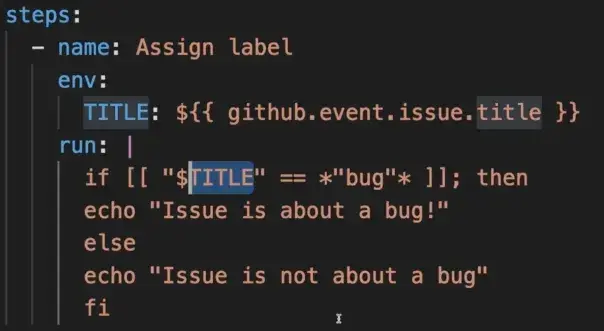 steps:
- name: Assign label
env:
TITLE: ${{ github.event.issue.title }}
run: |
if [[ "$TITLE" == *"bug"* ]]; then
echo "Issue is about a bug!"
else
echo "Issue is not about a bug"
fi